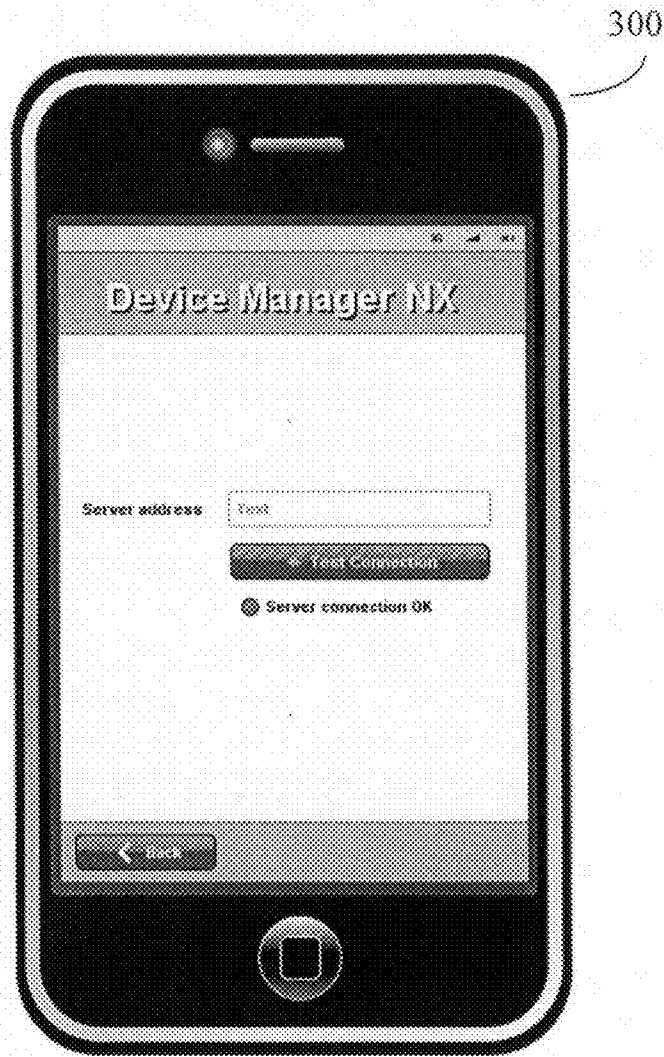 300
Device Manager NX
Server address Text
Test Connection
Server connection OK
Back